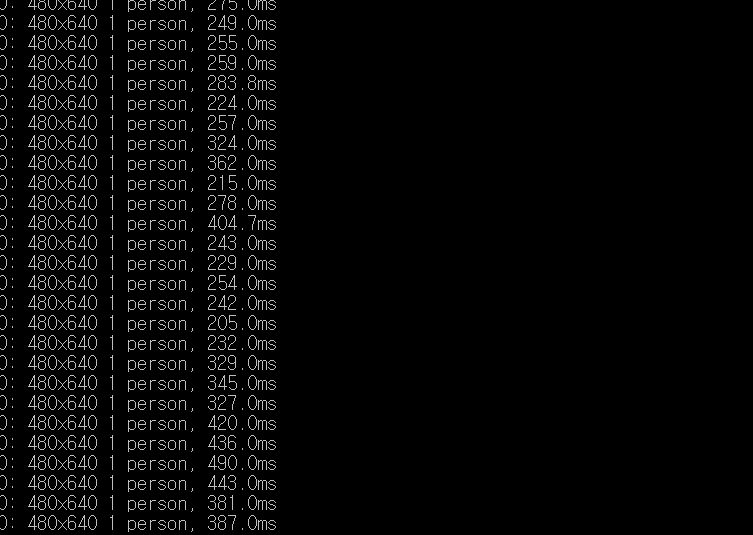 0: 480x640 1 person, 275.0ms
0: 480x640 1 person, 249.0ms
0: 480x640 1 person, 255.0ms
0: 480x640 1 person, 259.0ms
0: 480x640 1 person, 283.8ms
0: 480x640 1 person, 224.0ms
0: 480x640 1 person, 257.0ms
0: 480x640 1 person, 324.0ms
0: 480x640 1 person, 362.0ms
0: 480x640 1 person, 215.0ms
0: 480x640 1 person, 278.0ms
0: 480x640 1 person, 404.7ms
0: 480x640 1 person, 243.0ms
0: 480x640 1 person, 229.0ms
0: 480x640 1 person, 254.0ms
0: 480x640 1 person, 242.0ms
0: 480x640 1 person, 205.0ms
0: 480x640 1 person, 232.0ms
0: 480x640 1 person, 329.0ms
0: 480x640 1 person, 345.0ms
0: 480x640 1 person, 327.0ms
0: 480x640 1 person, 420.0ms
0: 480x640 1 person, 436.0ms
0: 480x640 1 person, 490.0ms
0: 480x640 1 person, 443.0ms
0: 480x640 1 person, 381.0ms
0: 480x640 1 person, 387.0ms